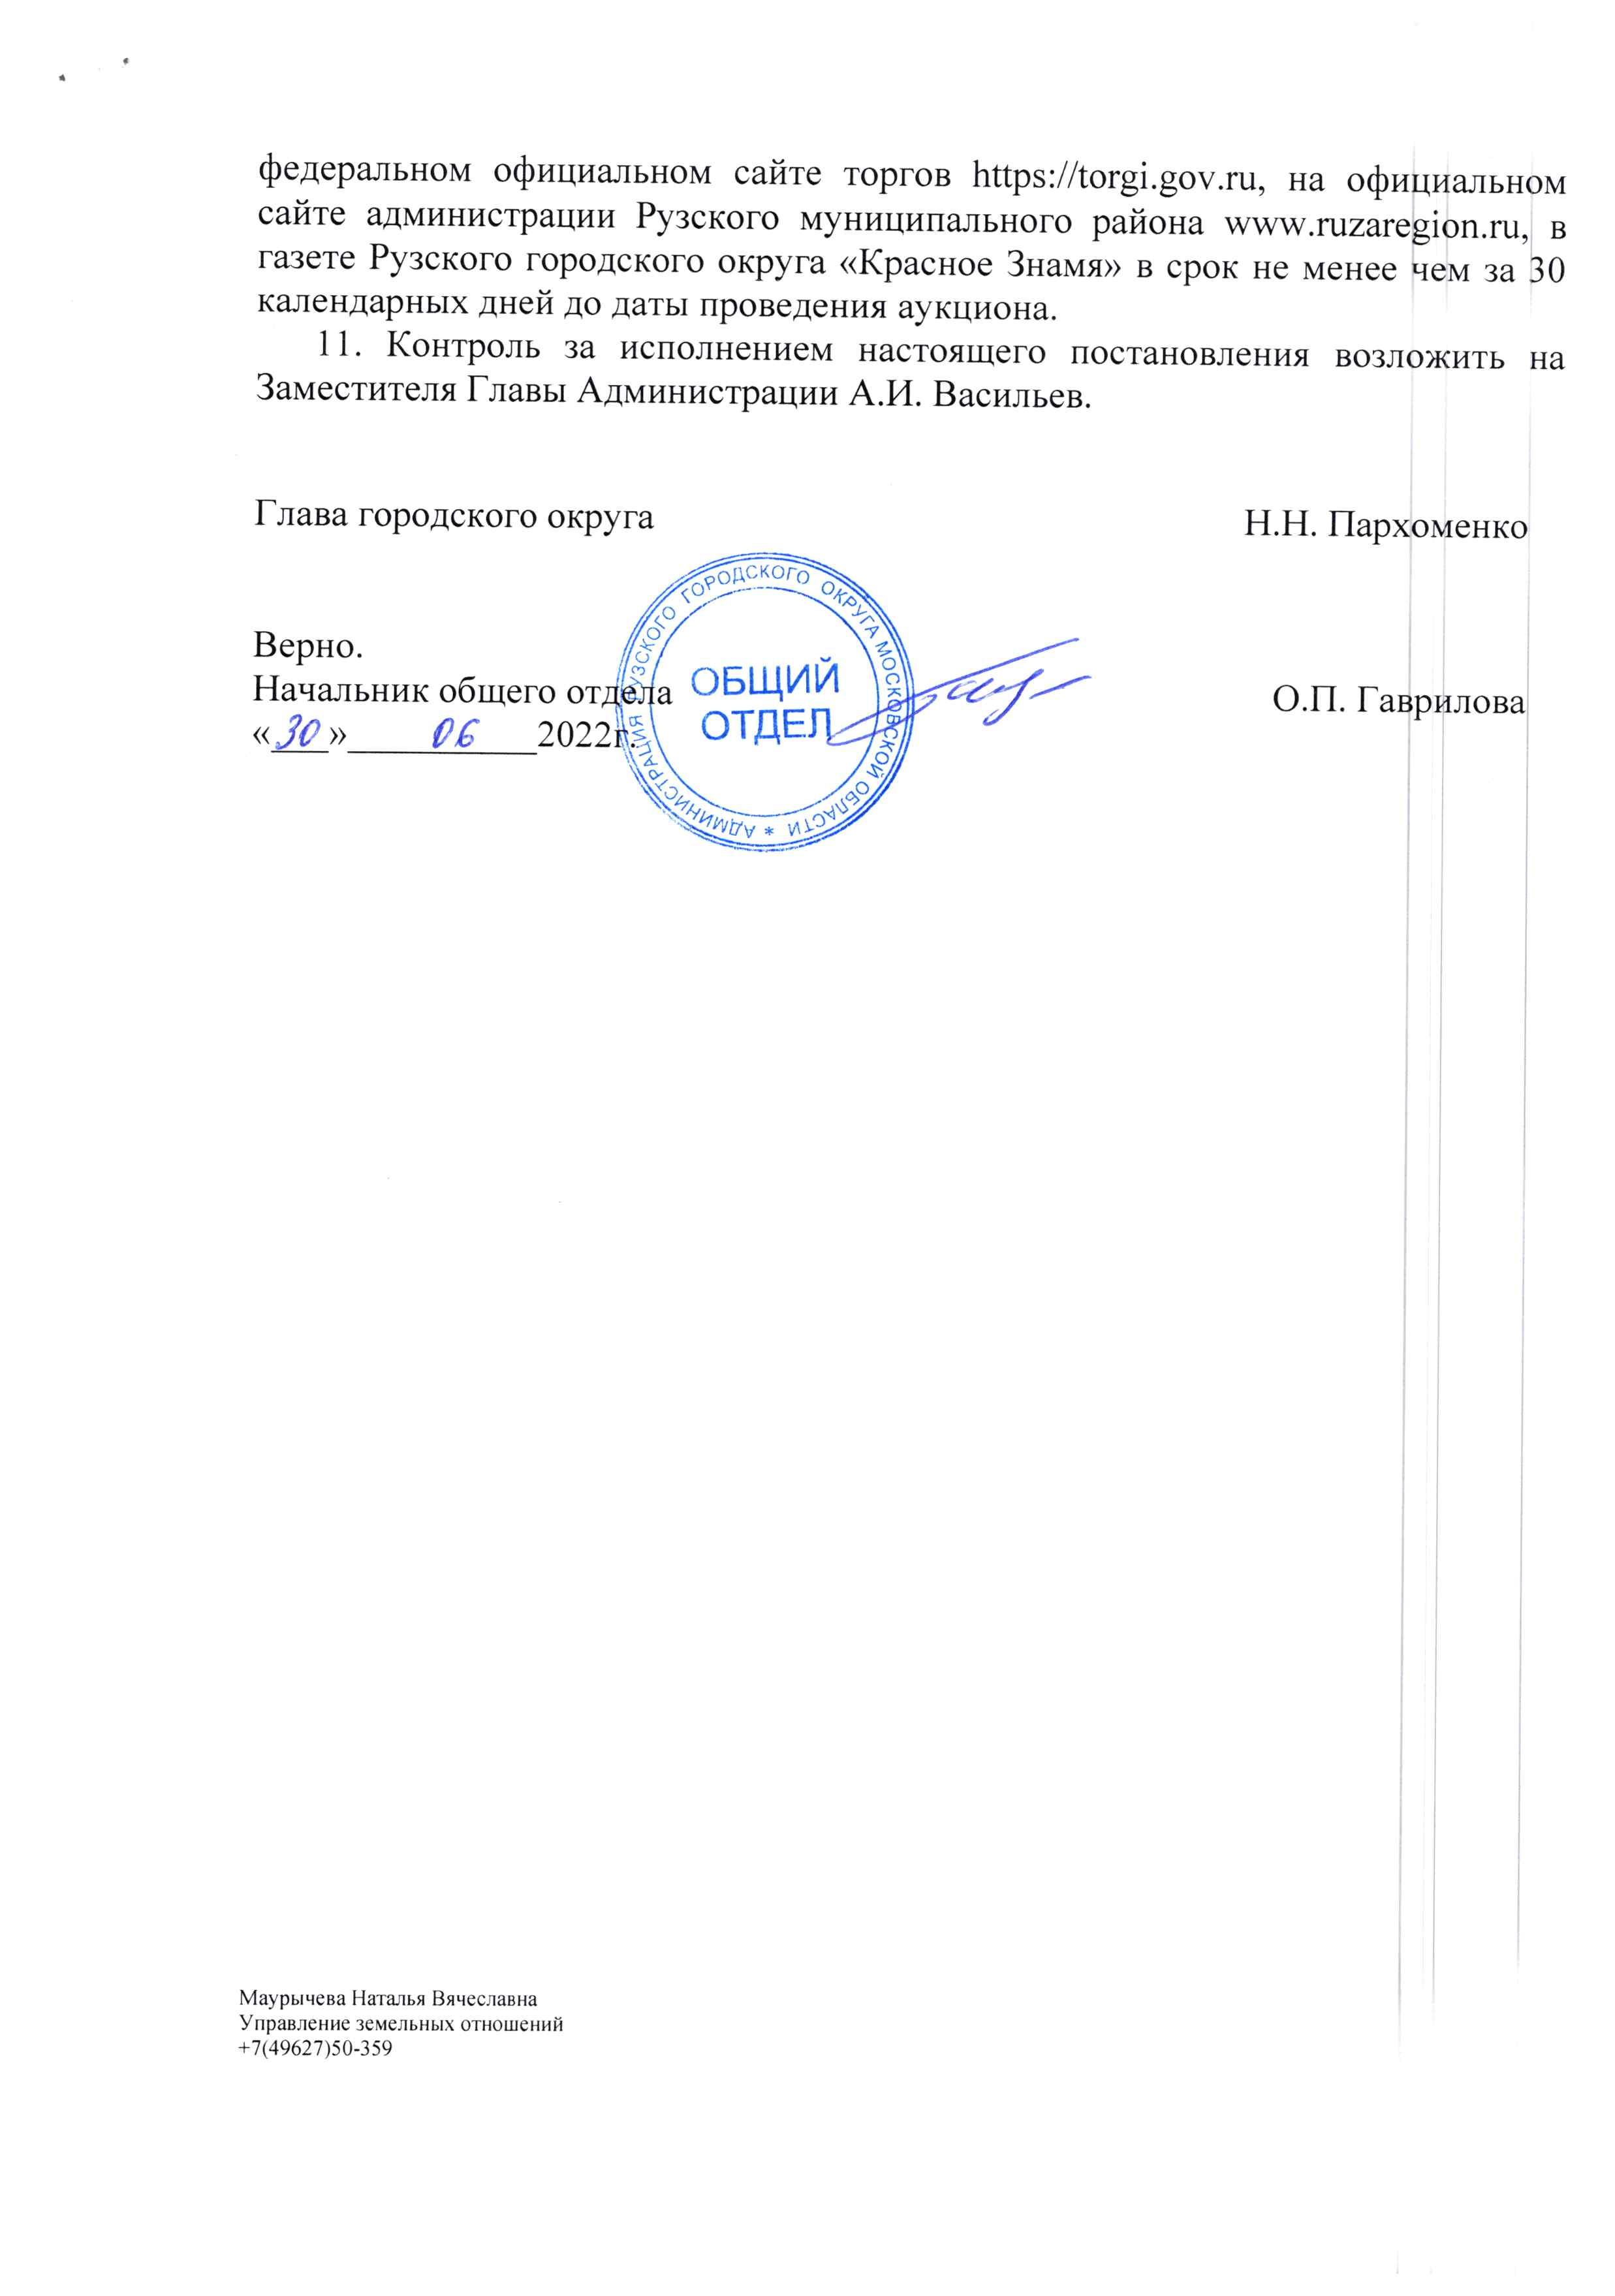 федеральном официальном сайте торгов https://torgi.gov.ru, на официальном
сайте администрации Рузского муниципального района www.ruzaregion.ru, в
газете Рузского городского округа «Красное Знамя» в срок не менее чем за 30
календарных дней до даты проведения аукциона.
11. Контроль за исполнением настоящего постановления возложить на
Заместителя Главы Администрации А.И. Васильев.
Глава городского округа Н.Н. Пархоменко
Верно.
Начальник общего отдела О.П. Гаврилова
«30» 06 2022г.
АДМИНИСТРАЦИЯ РУЗСКОГО ГОРОДСКОГО ОКРУГА МОСКОВСКОЙ ОБЛАСТИ *
ОБЩИЙ
ОТДЕЛ
Маурычева Наталья Вячеславна
Управление земельных отношений
+7(49627)50-359